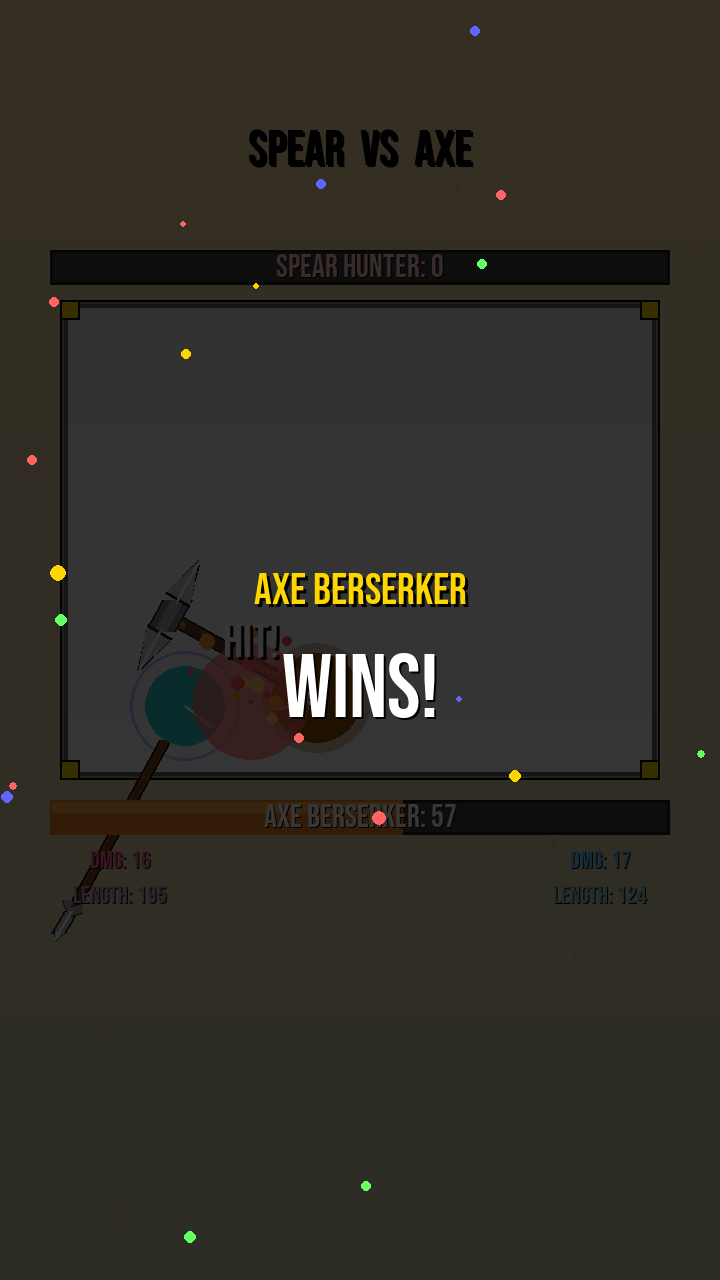 SPEAR VS AXE
SPEAR HUNTER: 0
AXE BERSERKER
HIT!
WINS!
AXE BERSERKER: 57
DMG: 16
DMG: 17
LENGTH: 195
LENGTH: 124